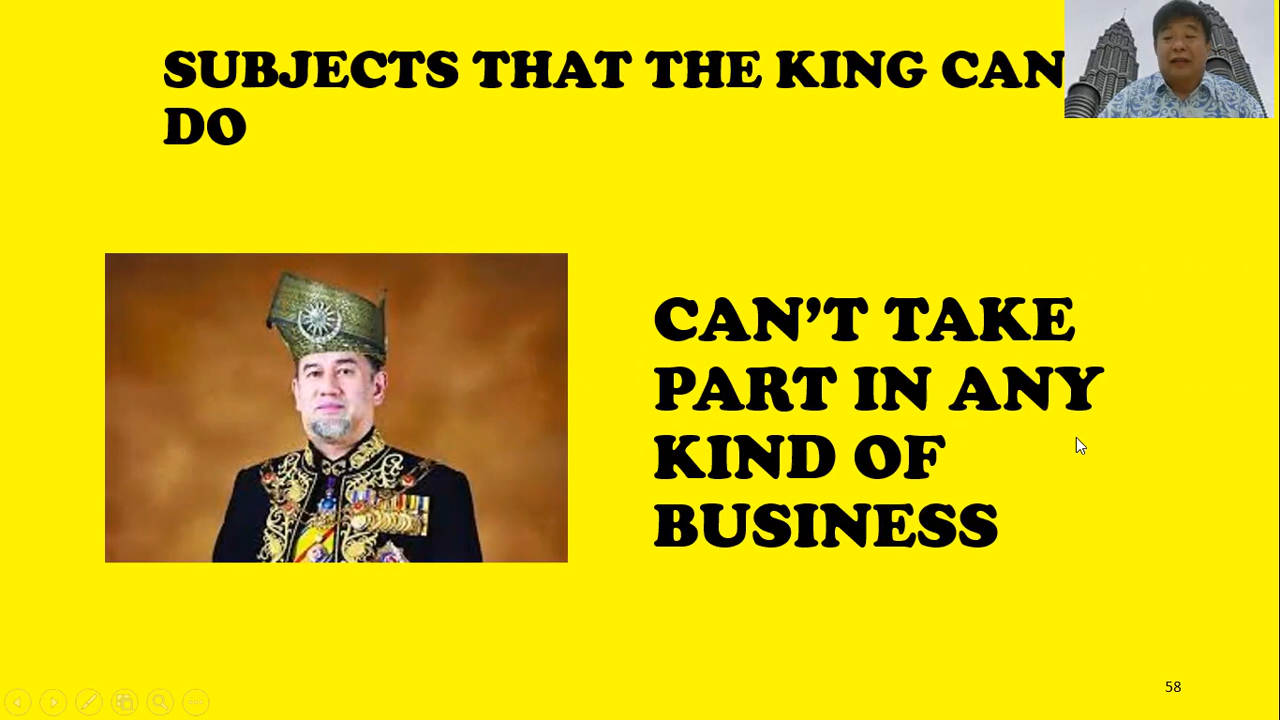 SUBJECTS THAT THE KING CAN
DO
CAN’T TAKE
PART IN ANY
KIND OF
BUSINESS
58